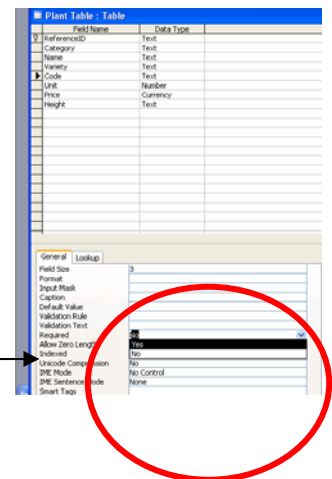 Plant Table : Table
Field Name Data Type
ReferenceID Text
Category Text
Name Text
Variety Text
Code Text
Unit Number
Price Currency
Height Text
General Lookup
Field Size 3
Format
Input Mask
Caption
Default Value
Validation Rule
Validation Text
Required
Allow Zero Length Yes
Indexed No
Unicode Compression No
IME Mode No Control
IME Sentence Mode None
Smart Tags